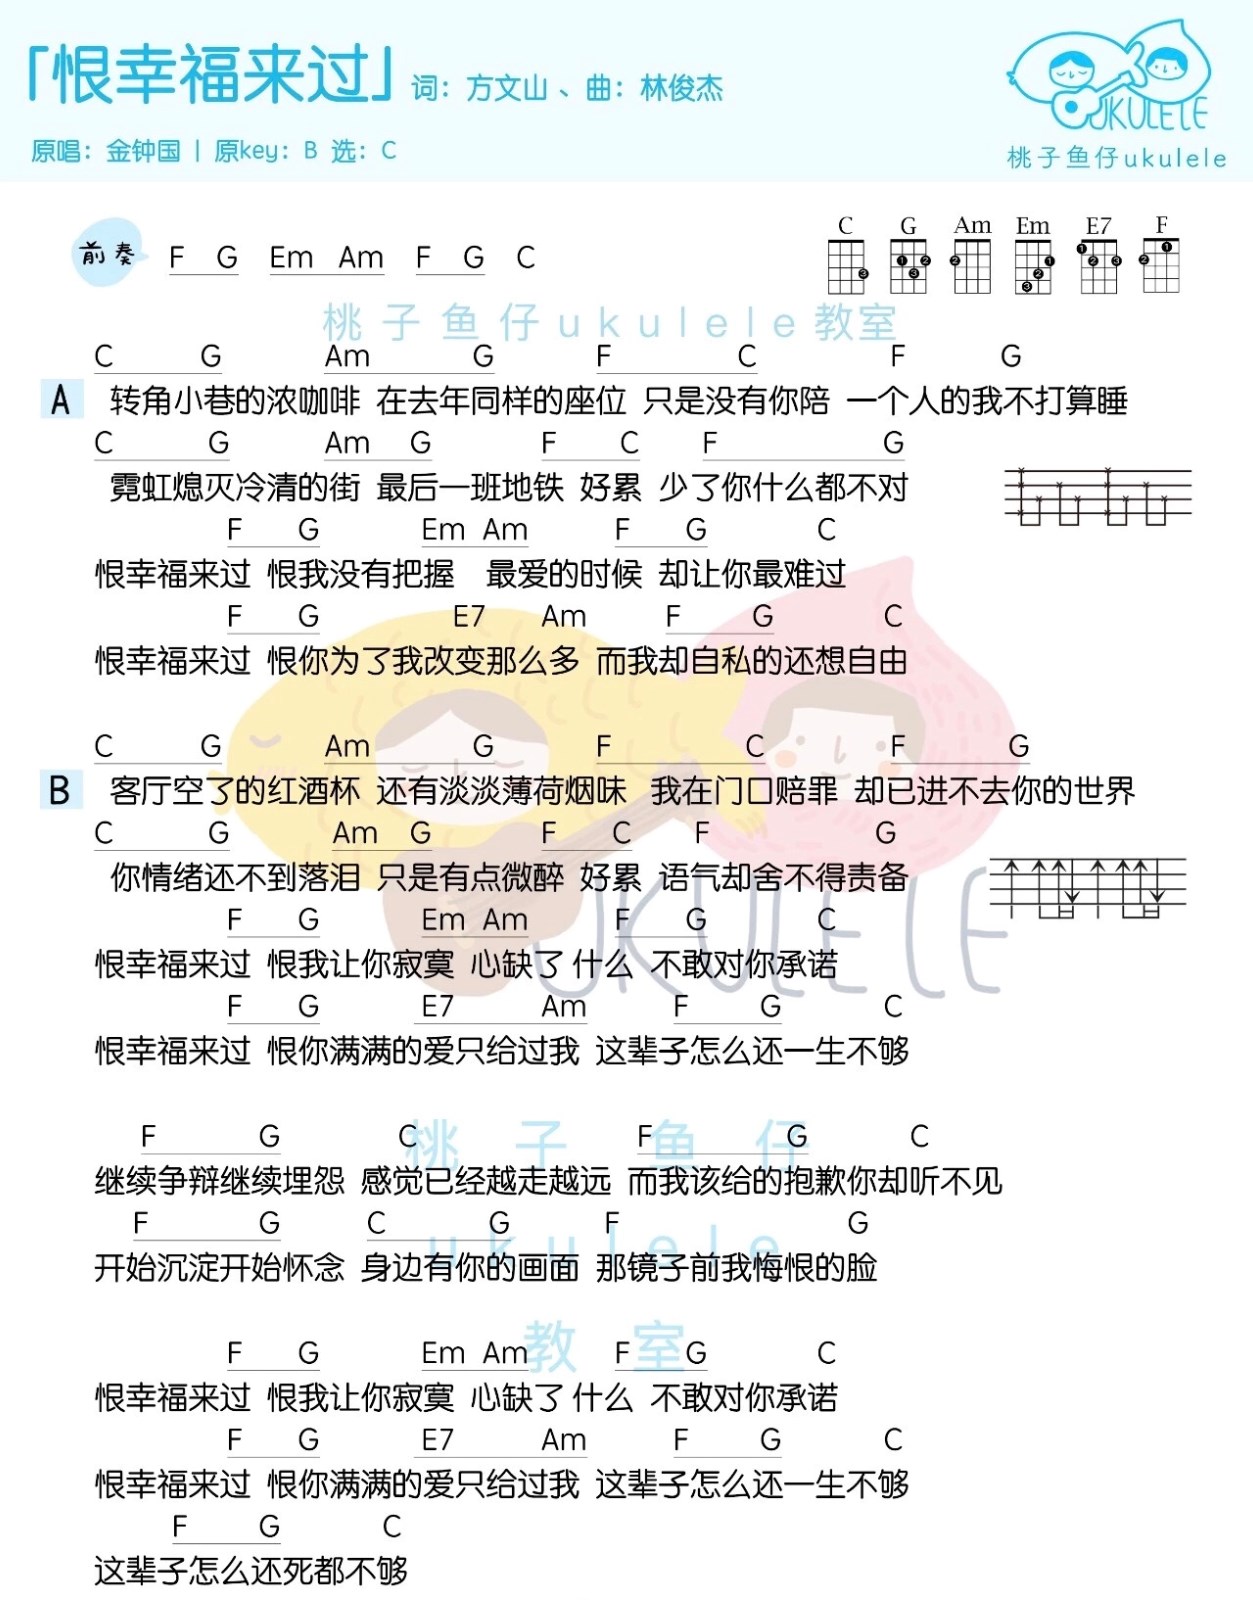 「恨幸福来过」 词：方文山 、曲：林俊杰
原唱：金钟国 | 原key：B 选：C
UKULELE
桃子鱼仔ukulele
前奏 F G Em Am F G C
C G Am Em E7 F
桃子鱼仔ukulele教室
C G Am G F C F G
A 转角小巷的浓咖啡 在去年同样的座位 只是没有你陪 一个人的我不打算睡
C G Am G F C F G
霓虹熄灭冷清的街 最后一班地铁 好累 少了你什么都不对
F G Em Am F G C
恨幸福来过 恨我没有把握 最爱的时候 却让你最难过
F G E7 Am F G C
恨幸福来过 恨你为了我改变那么多 而我却自私的还想自由
C G Am G F C F G
B 客厅空了的红酒杯 还有淡淡薄荷烟味 我在门口赔罪 却已进不去你的世界
C G Am G F C F G
你情绪还不到落泪 只是有点微醉 好累 语气却舍不得责备
UKULELE
F G Em Am F G C
恨幸福来过 恨我让你寂寞 心缺了什么 不敢对你承诺
F G E7 Am F G C
恨幸福来过 恨你满满的爱只给过我 这辈子怎么还一生不够
桃子鱼仔
F G C F G C
继续争辩继续埋怨 感觉已经越走越远 而我该给的抱歉你却听不见
F G C G F G
ukulele
开始沉淀开始怀念 身边有你的画面 那镜子前我悔恨的脸
教室
F G Em Am F G C
恨幸福来过 恨我让你寂寞 心缺了什么 不敢对你承诺
F G E7 Am F G C
恨幸福来过 恨你满满的爱只给过我 这辈子怎么还一生不够
F G C
这辈子怎么还死都不够